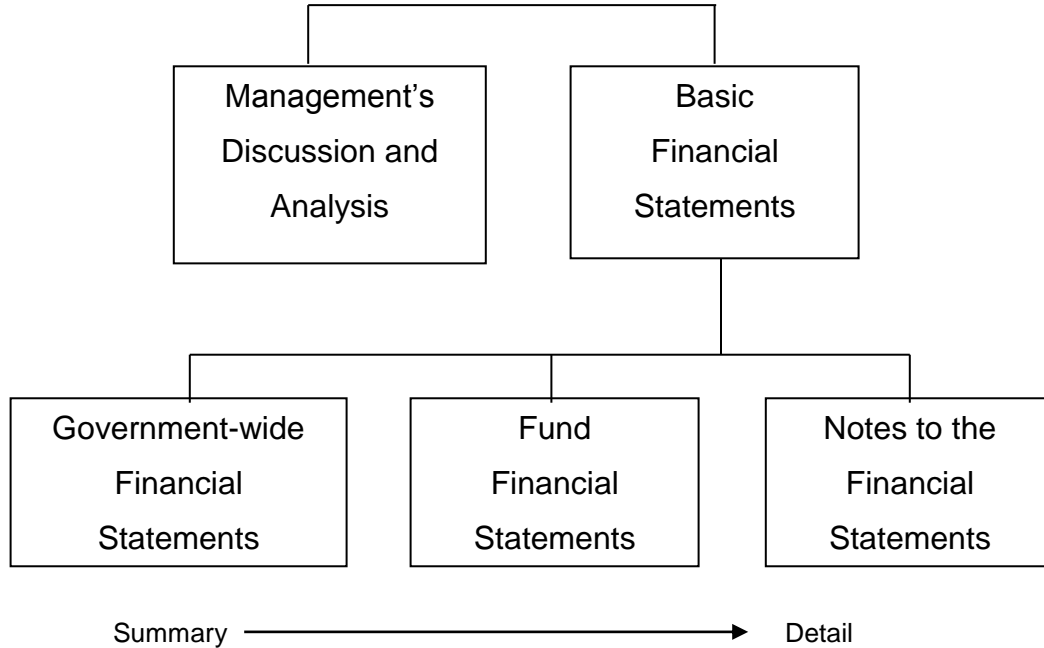 Management’s
Discussion and
Analysis
Basic
Financial
Statements
Government-wide
Financial
Statements
Fund
Financial
Statements
Notes to the
Financial
Statements
Summary
Detail